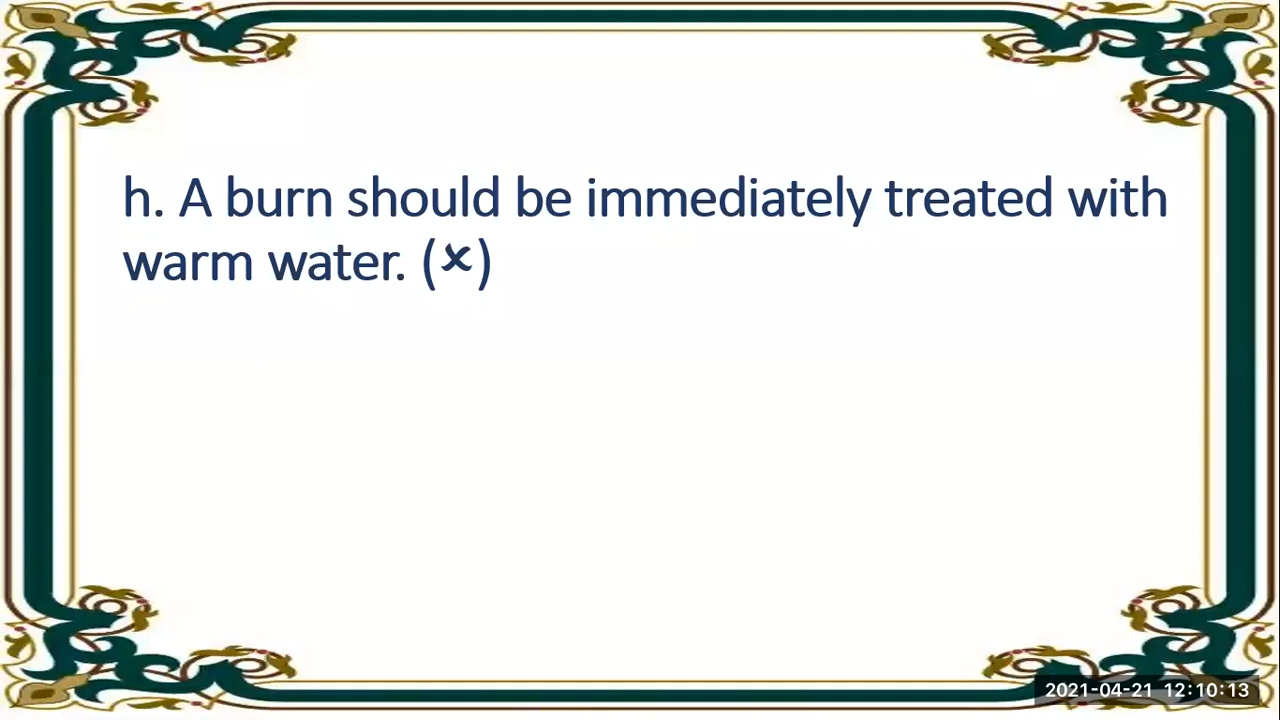 h. A burn should be immediately treated with
warm water. (✗)
2021-04-21 12:10:13